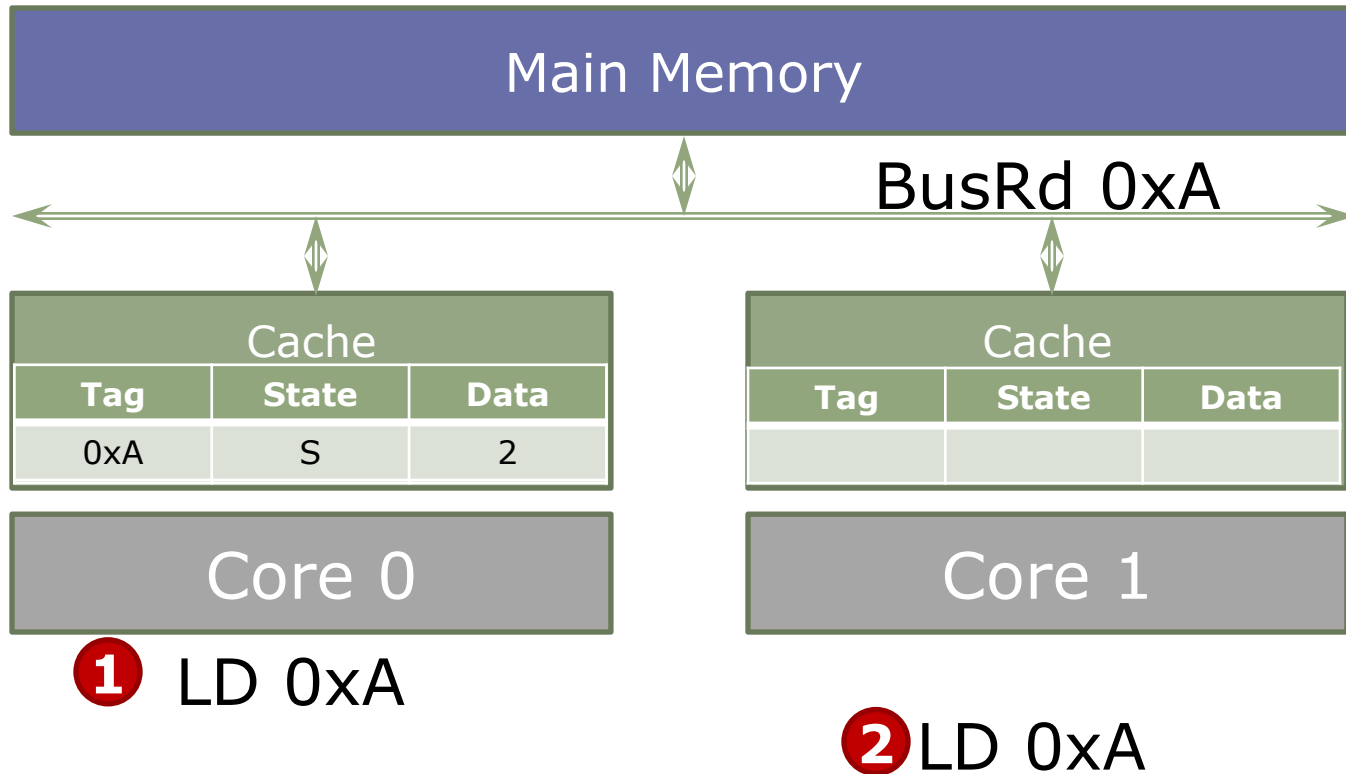 Main Memory
BusRd 0xA
Cache
Tag State Data
0xA S 2
Cache
Tag State Data
Core 0
Core 1
1 LD 0xA
2 LD 0xA